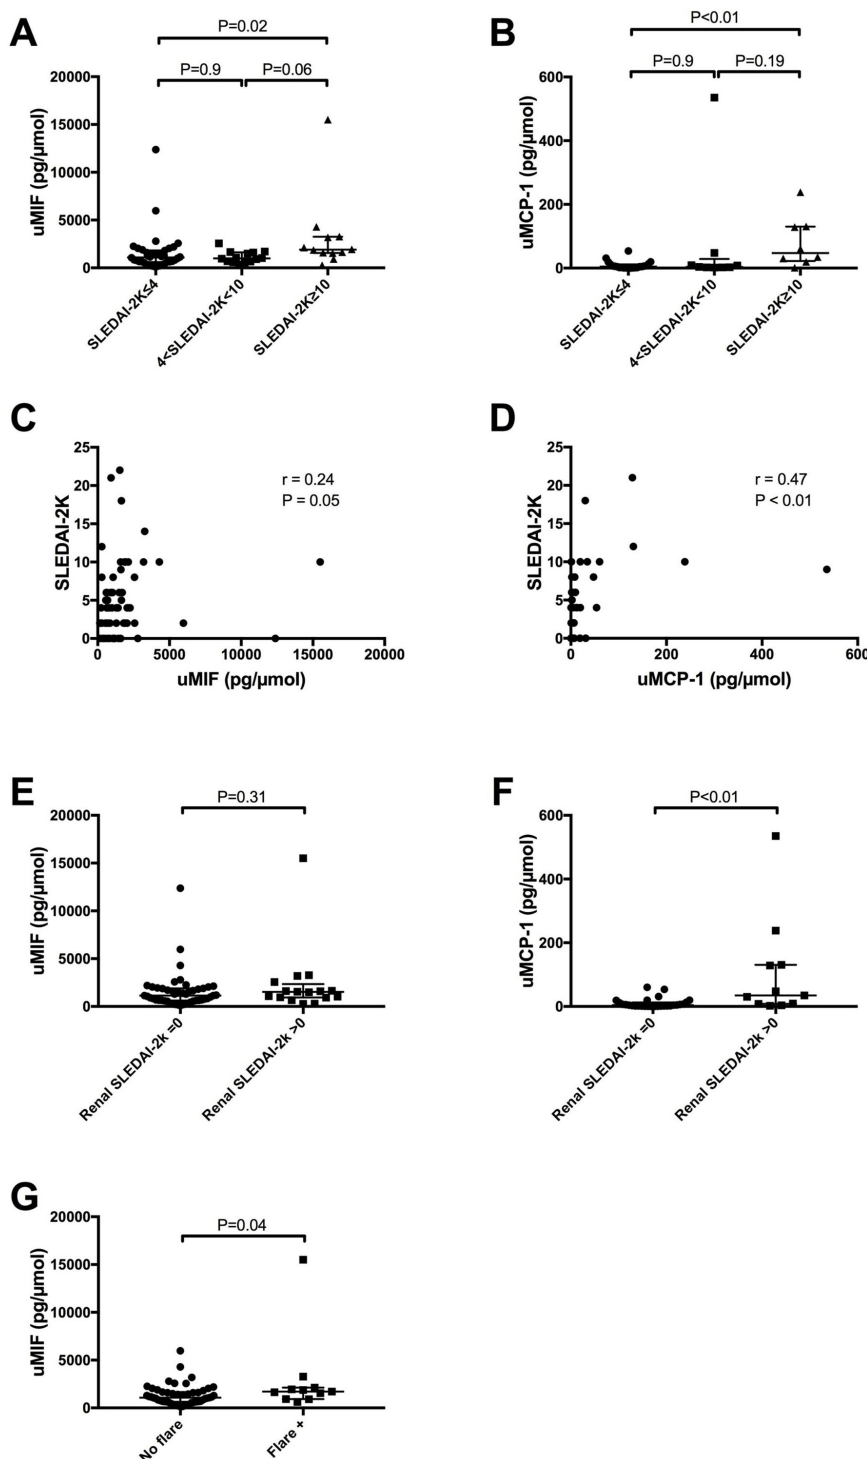 A
P=0.02
P=0.9
P=0.06
20000
15000
10000
5000
0
uMIF (pg/µmol)
SLEDAI-2K≤4
4<SLEDAI-2K<10
SLEDAI-2K≥10
B
P<0.01
P=0.9
P=0.19
600
400
200
0
uMCP-1 (pg/µmol)
SLEDAI-2K≤4
4<SLEDAI-2K<10
SLEDAI-2K≥10
C
25
20
15
10
5
0
SLEDAI-2K
r = 0.24
P = 0.05
0
5000
10000
15000
20000
uMIF (pg/µmol)
D
25
20
15
10
5
0
SLEDAI-2K
r = 0.47
P < 0.01
0
200
400
600
uMCP-1 (pg/µmol)
E
P=0.31
20000
15000
10000
5000
0
uMIF (pg/µmol)
Renal SLEDAI-2k =0
Renal SLEDAI-2k >0
F
P<0.01
600
400
200
0
uMCP-1 (pg/µmol)
Renal SLEDAI-2k =0
Renal SLEDAI-2k >0
G
P=0.04
20000
15000
10000
5000
0
uMIF (pg/µmol)
No flare
Flare +